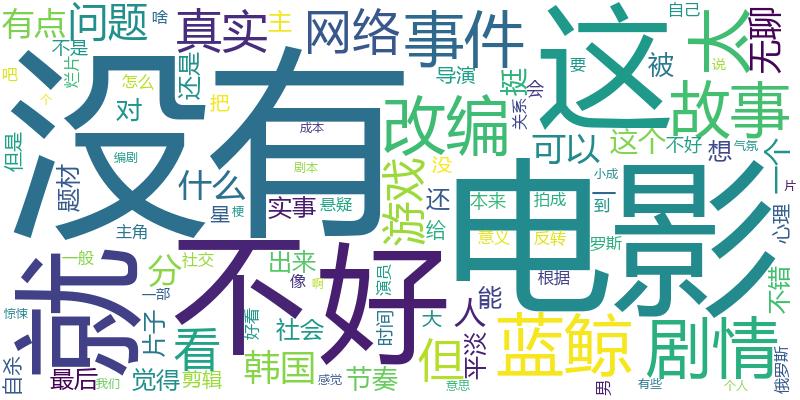 有点
问题
啥
真实
主
网络
事件
这
太
自己
无聊
吧
烂片
不是
怎么
还是
把
导演
挺
会
要
被
说
没有
个
对
成本
改编
关系
故事
但是
编剧
剧本
可以
这个
不好
想
气氛
一个
题材
什么
星
梗
实事
悬疑
游戏
没
还
给
电影
本来
拍成
小成
一
到
片
主角
意义
反转
罗斯
心理
就
不好
一般
分
社交
出来
像
啊
演员
能
根据
不错
惊悚
一部
片子
看
好看
社会
时间
大
人
平淡
蓝鲸
剧情
自杀
最后
我们
觉得
剪辑
韩国
感觉
节奏
但
意思
男
有些
个人
俄罗斯